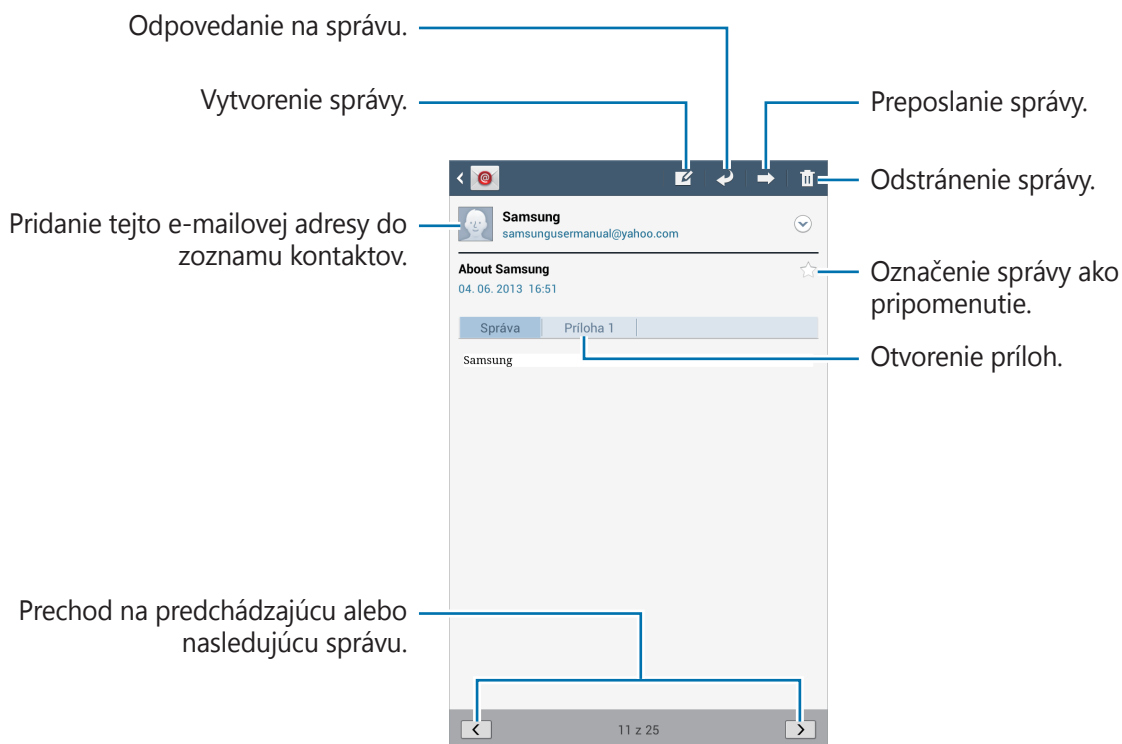 Odpovedanie na správu.
Vytvorenie správy.
Preposlanie správy.
Odstránenie správy.
Pridanie tejto e-mailovej adresy do
zoznamu kontaktov.
Samsung
samsungusermanual@yahoo.com
About Samsung
04. 06. 2013 16:51
Označenie správy ako
pripomenutie.
Správa
Príloha 1
Otvorenie príloh.
Samsung
Prechod na predchádzajúcu alebo
nasledujúcu správu.
11 z 25